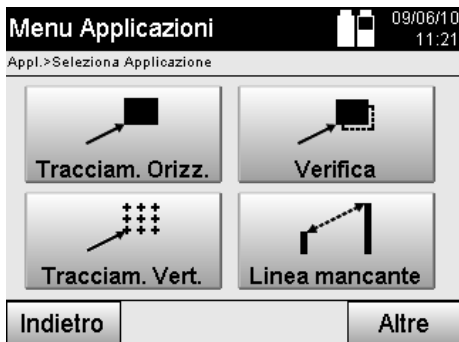 Menu Applicazioni
09/06/10
11:21
Appl.>Seleziona Applicazione
Tracciam. Orizz.
Verifica
Tracciam. Vert.
Linea mancante
Indietro
Altre